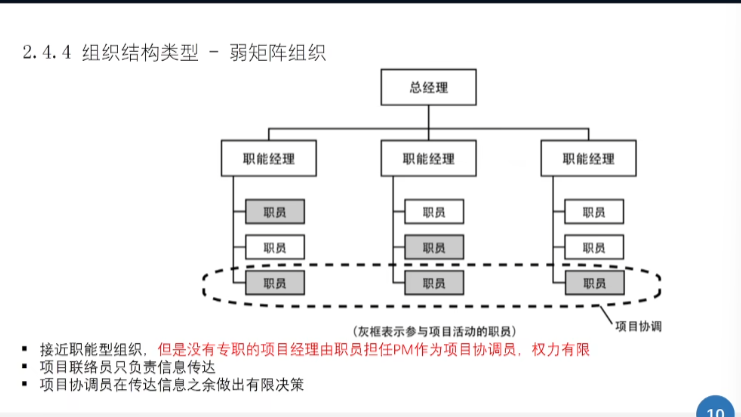 2.4.4 组织结构类型 - 弱矩阵组织
总经理
职能经理 职能经理 职能经理
职员 职员 职员
职员 职员 职员
职员 职员 职员
(灰框表示参与项目活动的职员)
项目协调
▪ 接近职能型组织，但是没有专职的项目经理由职员担任PM作为项目协调员，权力有限
▪ 项目联络员只负责信息传达
▪ 项目协调员在传达信息之余做出有限决策
10